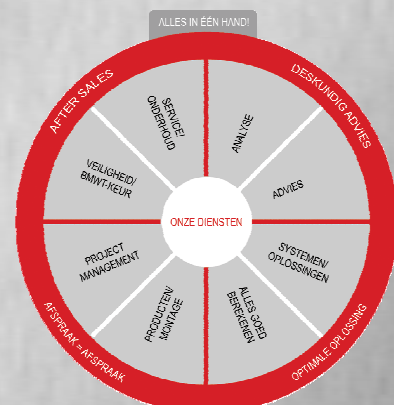 ALLES IN ÉÉN HAND!
DESKUNDIG ADVIES
ANALYSE
ADVIES
OPTIMALE OPLOSSING
SYSTEMEN/
OPLOSSINGEN
ALLES GOED
BEREKENEN
AFSPRAAK = AFSPRAAK
PRODUCTEN/
MONTAGE
PROJECT
MANAGEMENT
AFTER SALES
VEILIGHEID/
BMWT-KEUR
SERVICE/
ONDERHOUD
ONZE DIENSTEN